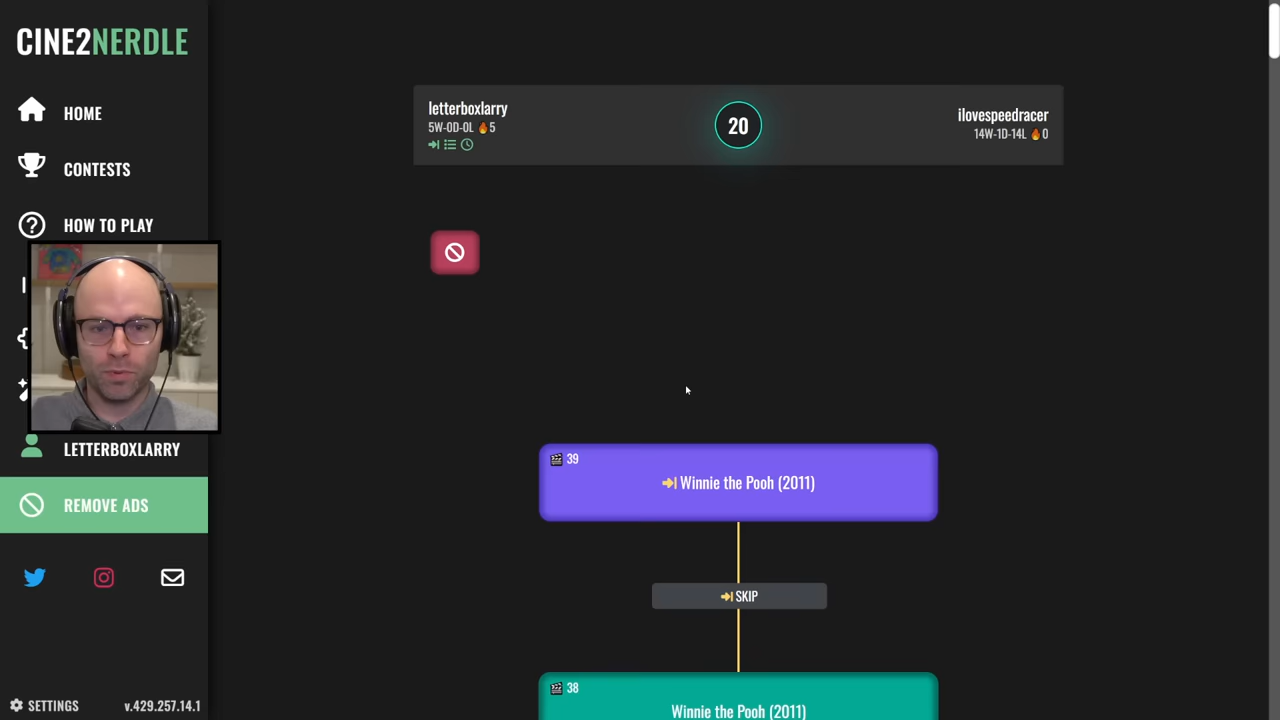 CINE2NERDLE
HOME
CONTESTS
HOW TO PLAY
LETTERBOXLARRY
REMOVE ADS
SETTINGS
v.429.257.14.1
letterboxlarry
5W-0D-0L 5
20
ilovespeedracer
14W-1D-14L 0
39
Winnie the Pooh (2011)
SKIP
38
Winnie the Pooh (2011)